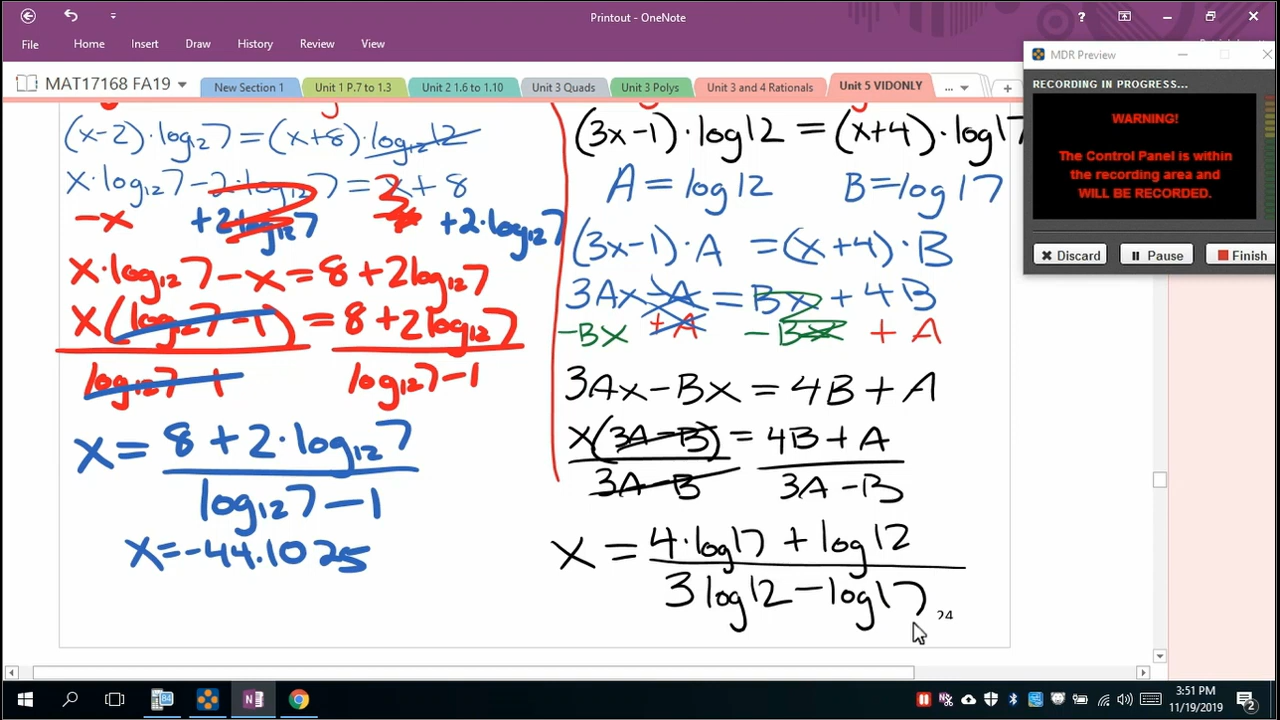 Printout - OneNote
File Home Insert Draw History Review View
MAT17168 FA19
New Section 1 Unit 1 P.7 to 1.3 Unit 2 1.6 to 1.10 Unit 3 Quads Unit 3 Polys Unit 3 and 4 Rationals Unit 5 VIDONLY ... +
MDR Preview
RECORDING IN PROGRESS...
WARNING!
The Control Panel is within
the recording area and
WILL BE RECORDED.
Discard Pause Finish
(x-2)·log₁₂7=(x+8)·log₁₂12
x·log₁₂7-2·log₁₂7=x+8
-x +2log₁₂7 -x +2·log₁₂7
x·log₁₂7-x=8+2log₁₂7
x(log₁₂7-1)=8+2log₁₂7
log₁₂7-1 log₁₂7-1
x=8+2·log₁₂7
log₁₂7-1
x=-44.1025
(3x-1)·log12=(x+4)·log17
A=log12 B=log17
(3x-1)·A=(x+4)·B
3Ax-A=Bx+4B
-Bx +A -Bx +A
3Ax-Bx=4B+A
x(3A-B)=4B+A
3A-B 3A-B
x=4·log17+log12
3log12-log17
24
3:51 PM
11/19/2019
2